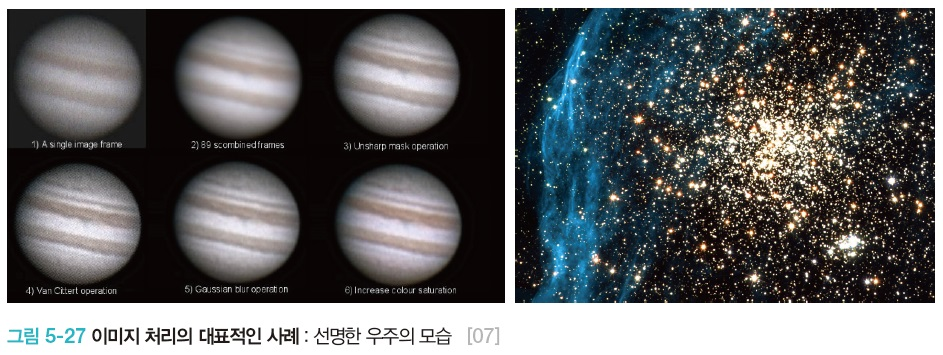 1) A single image frame
2) 89 scombined frames
3) Unsharp mask operation
4) Van Cittert operation
5) Gaussian blur operation
6) Increase colour saturation
그림 5-27 이미지 처리의 대표적인 사례 : 선명한 우주의 모습 [07]